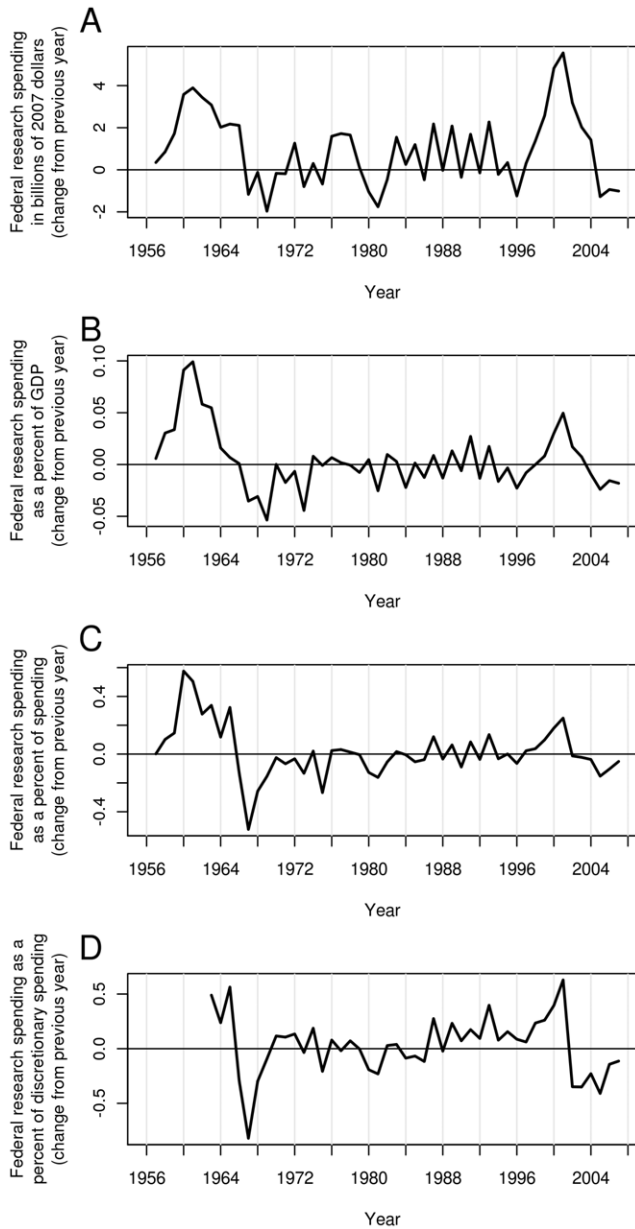 A
Federal research spending
in billions of 2007 dollars
(change from previous year)
4
2
0
-2
1956 1964 1972 1980 1988 1996 2004
Year
B
Federal research spending
as a percent of GDP
(change from previous year)
0.10
0.05
0.00
-0.05
1956 1964 1972 1980 1988 1996 2004
Year
C
Federal research spending
as a percent of spending
(change from previous year)
0.4
0.0
-0.4
1956 1964 1972 1980 1988 1996 2004
Year
D
Federal research spending as a
percent of discretionary spending
(change from previous year)
0.5
0.0
-0.5
1956 1964 1972 1980 1988 1996 2004
Year